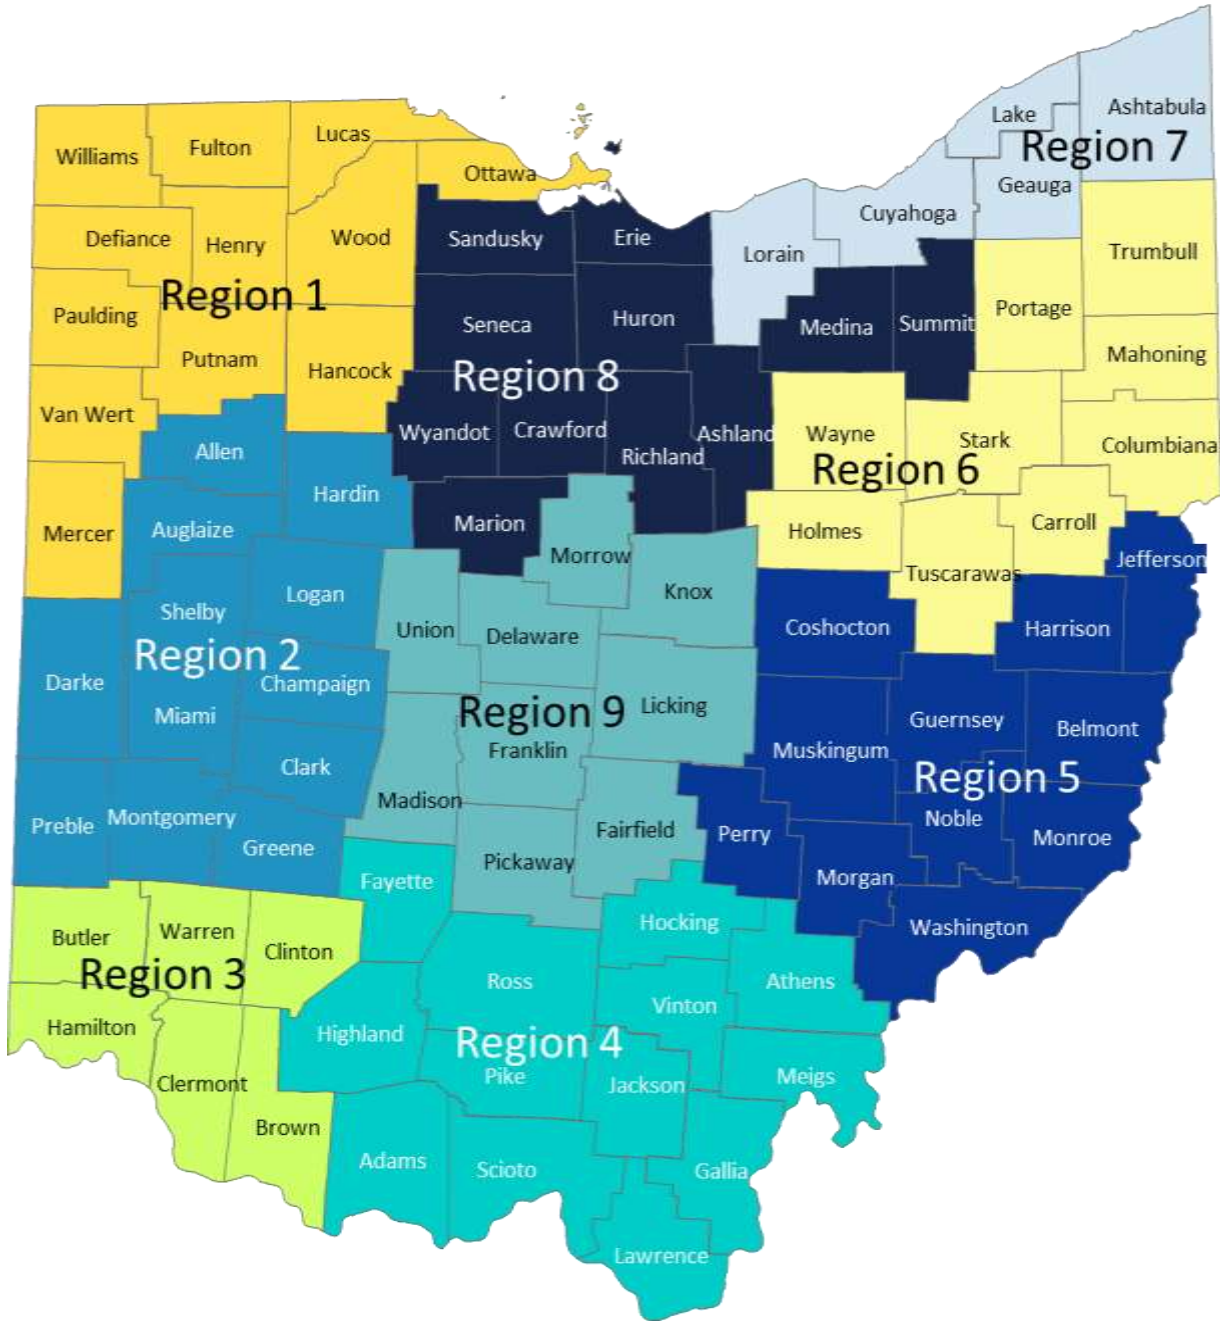 Lake
Ashtabula
Region 7
Geauga
Cuyahoga
Lorain
Williams
Fulton
Lucas
Ottawa
Defiance
Henry
Wood
Region 1
Paulding
Putnam
Hancock
Van Wert
Mercer
Sandusky
Erie
Seneca
Huron
Medina
Summit
Region 8
Wyandot
Crawford
Richland
Ashland
Marion
Trumbull
Portage
Mahoning
Wayne
Stark
Columbiana
Region 6
Holmes
Carroll
Tuscarawas
Allen
Hardin
Auglaize
Logan
Shelby
Region 2
Darke
Champaign
Miami
Clark
Preble
Montgomery
Greene
Morrow
Knox
Union
Delaware
Region 9
Licking
Franklin
Madison
Fairfield
Pickaway
Jefferson
Coshocton
Harrison
Guernsey
Belmont
Muskingum
Region 5
Noble
Perry
Monroe
Morgan
Washington
Butler
Warren
Clinton
Region 3
Hamilton
Clermont
Brown
Fayette
Hocking
Ross
Athens
Vinton
Highland
Region 4
Pike
Jackson
Meigs
Adams
Scioto
Gallia
Lawrence